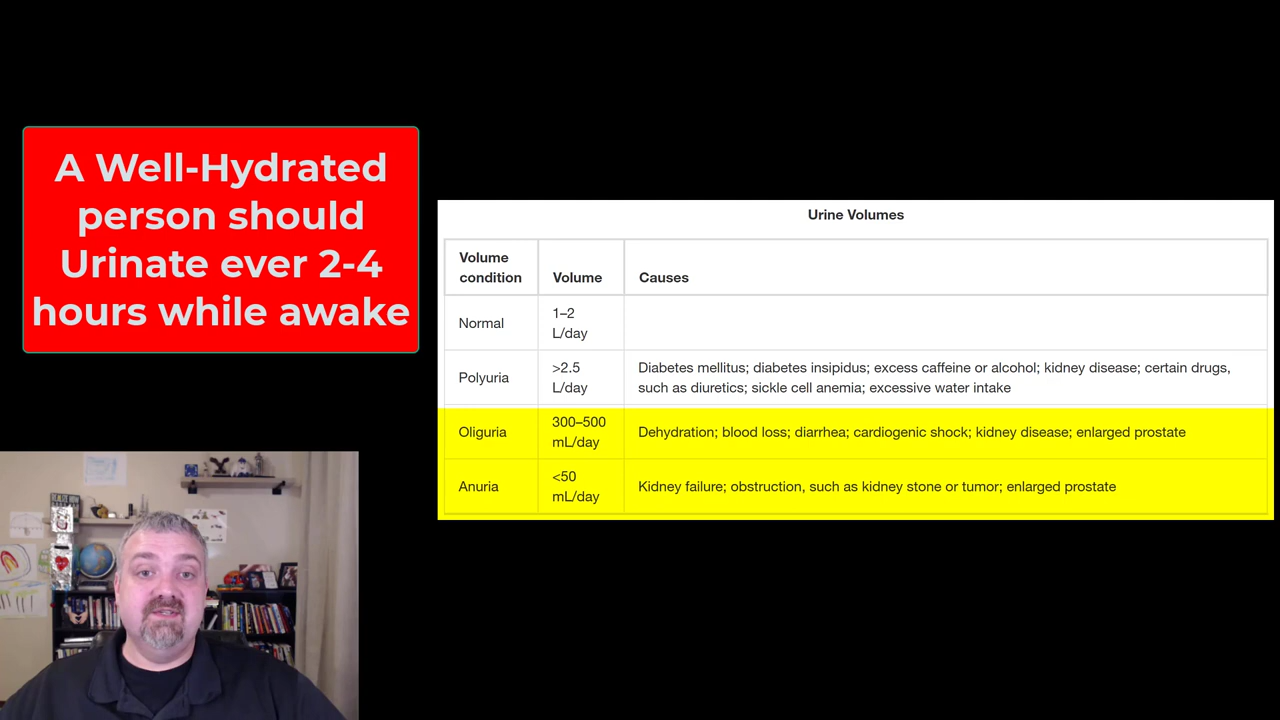 A Well-Hydrated
person should
Urinate ever 2-4
hours while awake
Urine Volumes
Volume
condition
Volume
Causes
Normal
1–2
L/day
Polyuria
>2.5
L/day
Diabetes mellitus; diabetes insipidus; excess caffeine or alcohol; kidney disease; certain drugs,
such as diuretics; sickle cell anemia; excessive water intake
Oliguria
300–500
mL/day
Dehydration; blood loss; diarrhea; cardiogenic shock; kidney disease; enlarged prostate
Anuria
<50
mL/day
Kidney failure; obstruction, such as kidney stone or tumor; enlarged prostate